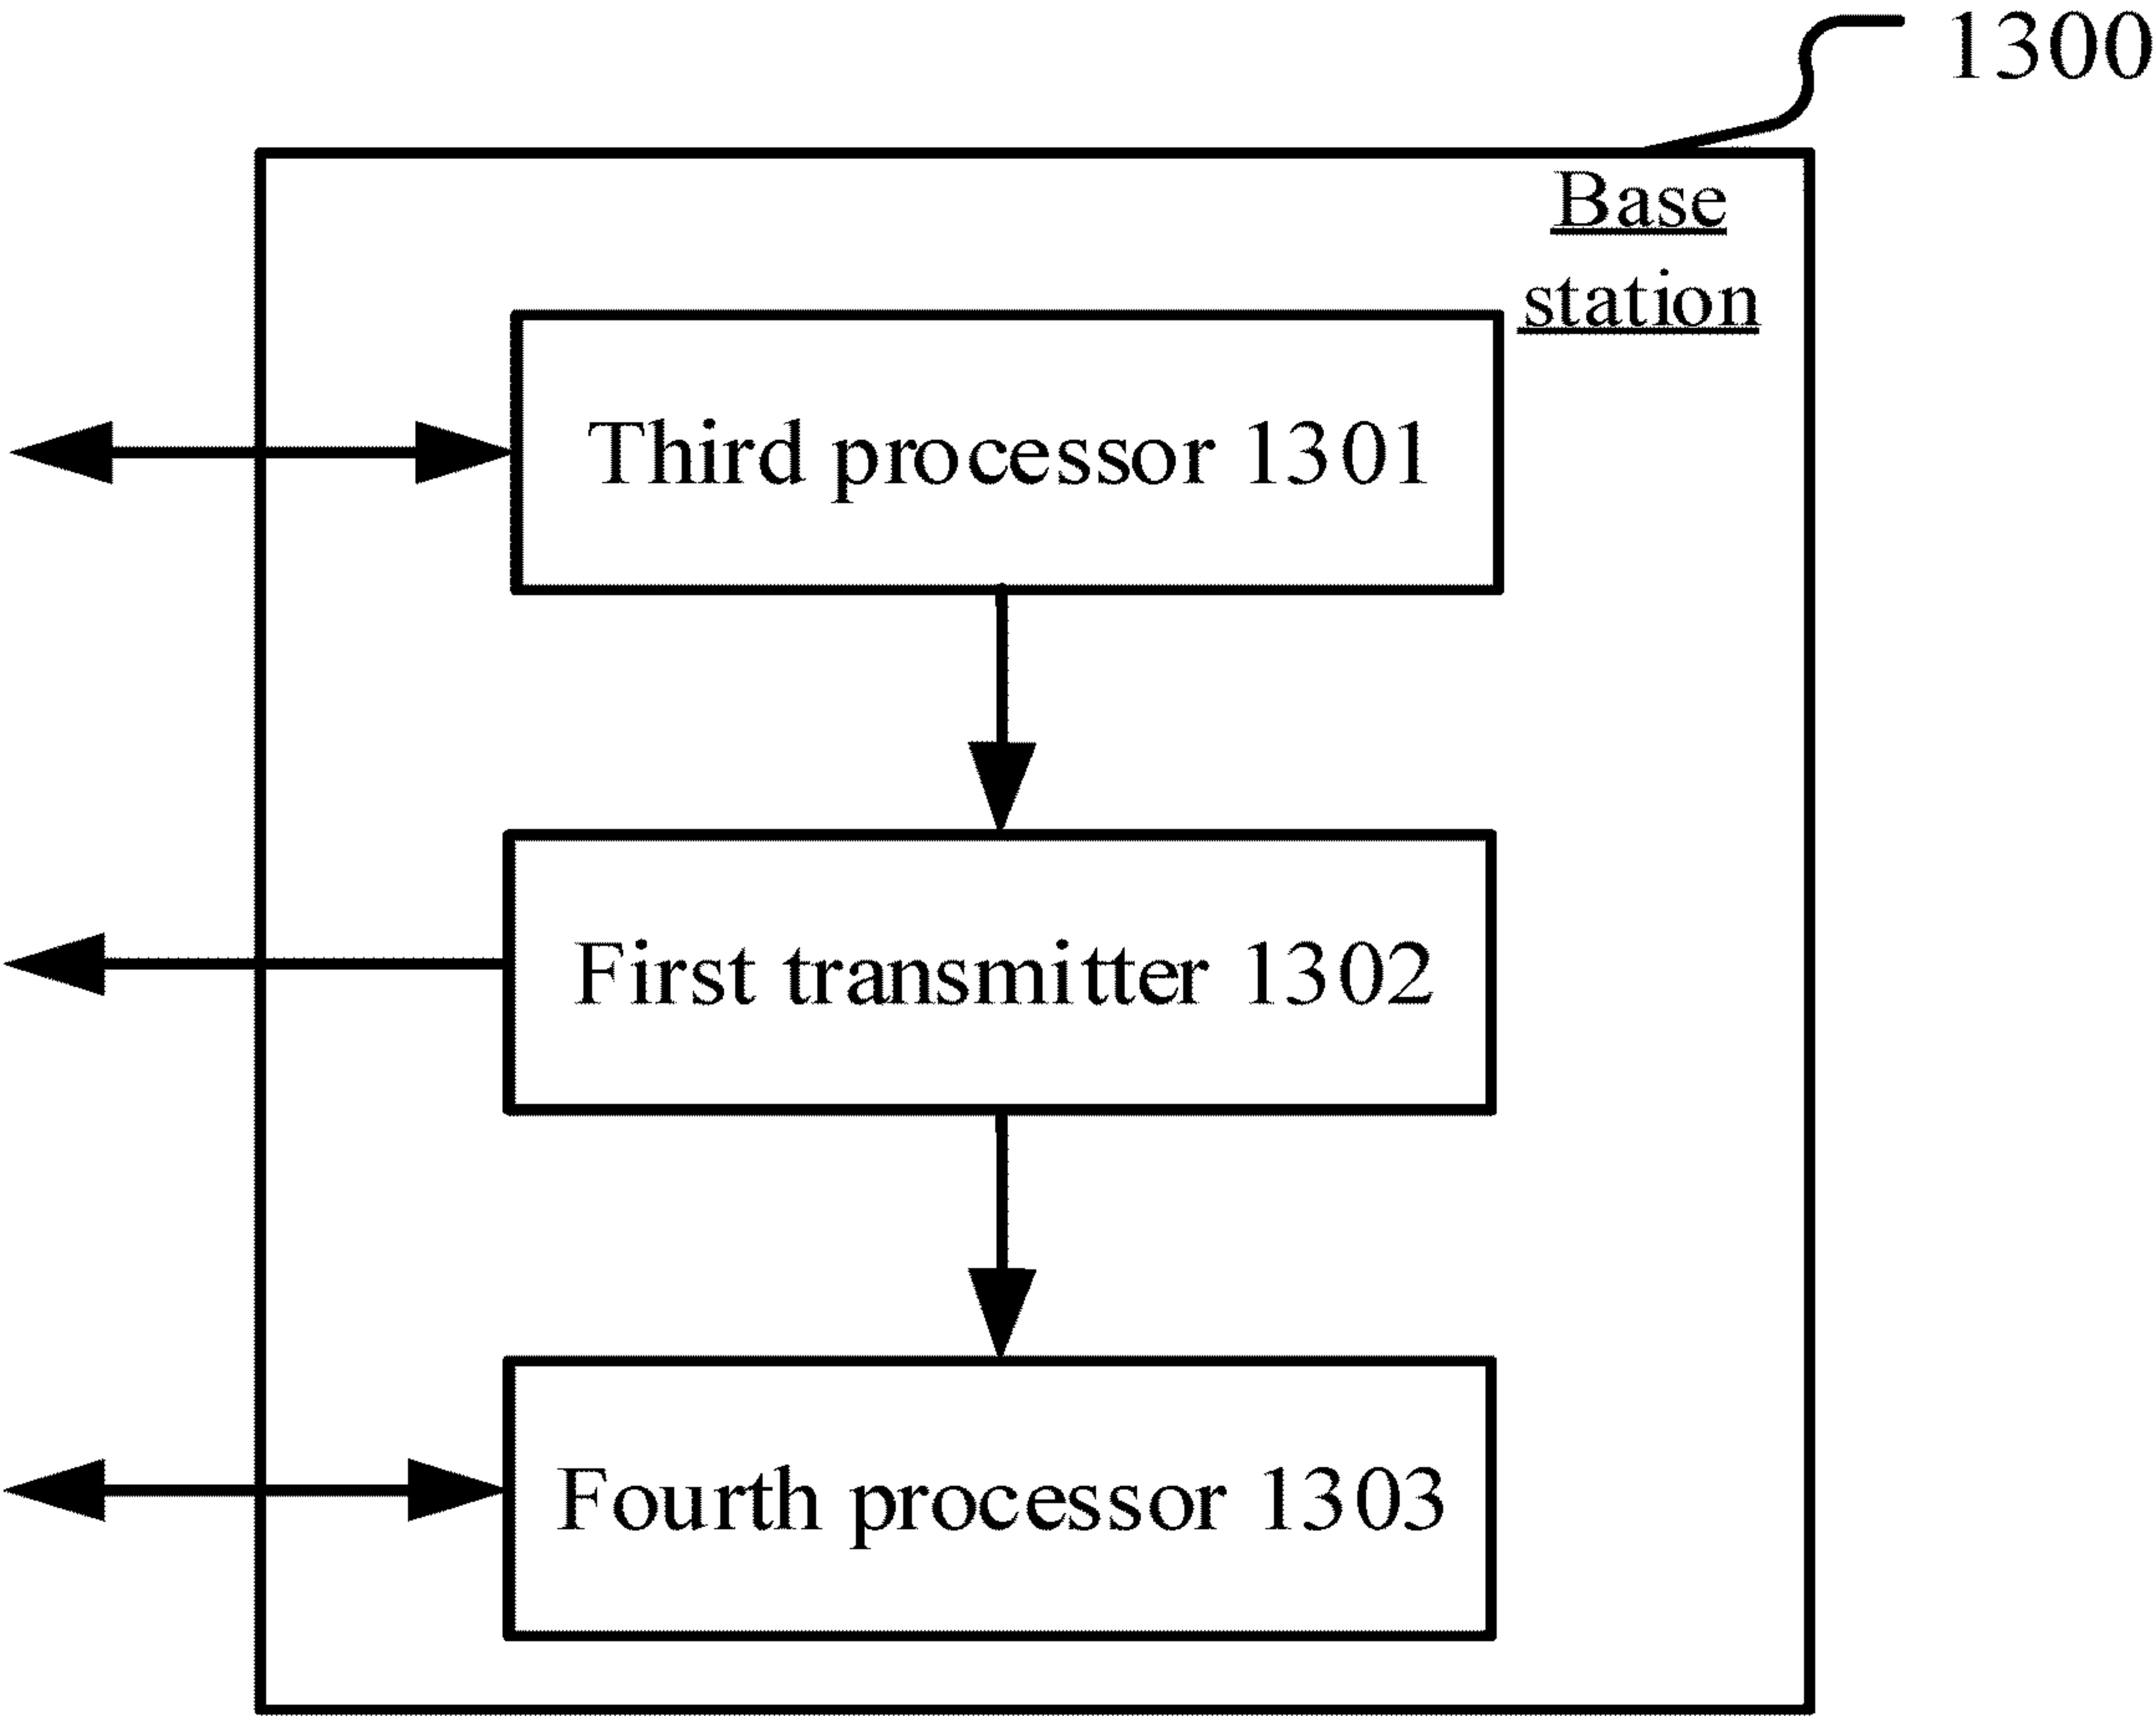 1300
Base
station
Third processor 1301
First transmitter 1302
Fourth processor 1303